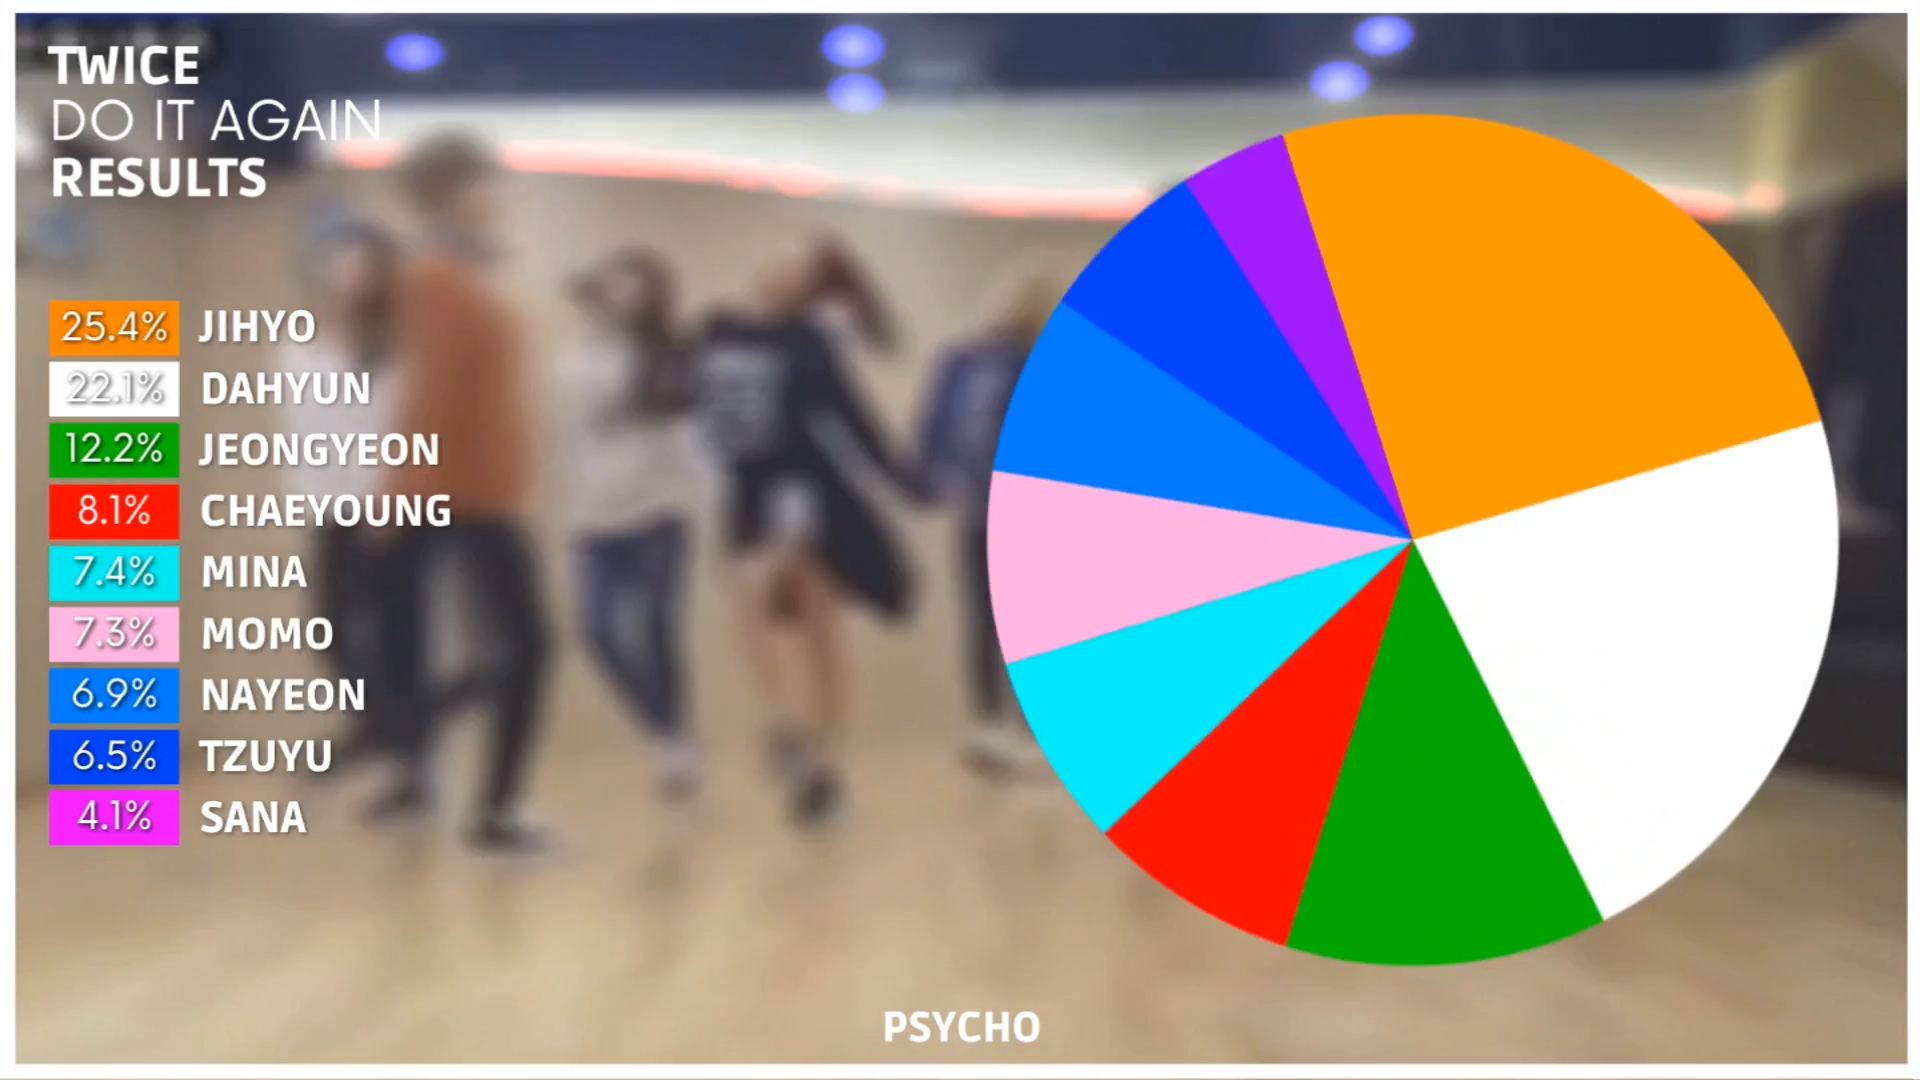 TWICE
DO IT AGAIN
RESULTS
25.4% JIHYO
22.1% DAHYUN
12.2% JEONGYEON
8.1% CHAEYOUNG
7.4% MINA
7.3% MOMO
6.9% NAYEON
6.5% TZUYU
4.1% SANA
PSYCHO